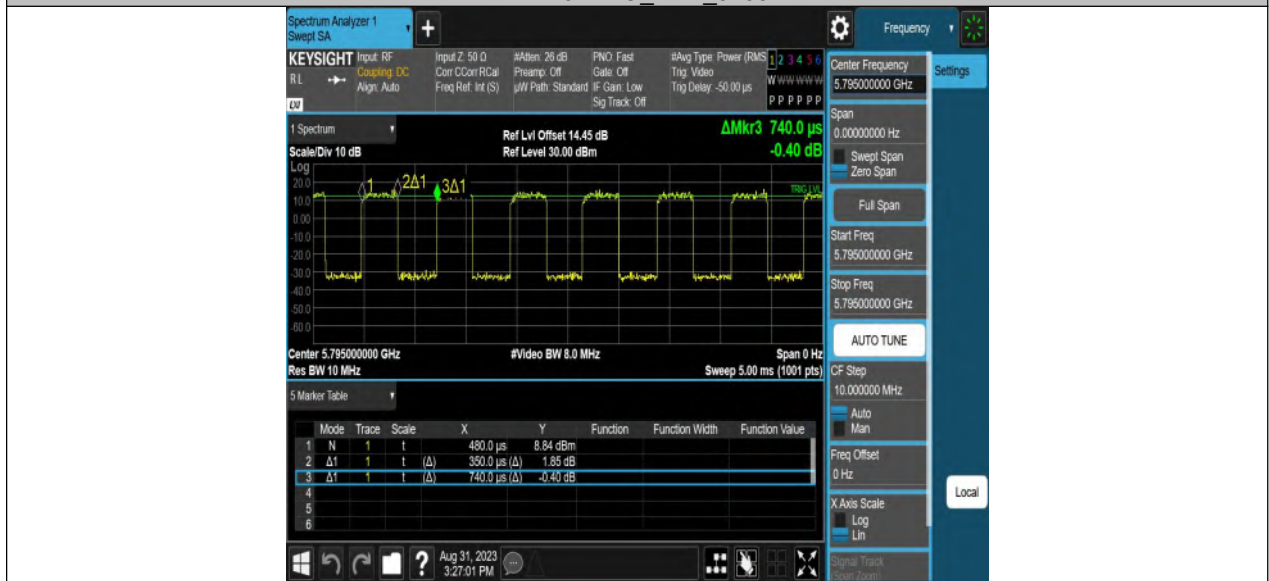 Spectrum Analyzer 1
Swept SA
+
Frequency
KEYSIGHT
RL
LXI
Input: RF
Coupling: DC
Align: Auto
Input Z: 50 Ω
Corr CCorr RCal
Freq Ref: Int (S)
#Atten: 26 dB
Preamp: Off
µW Path: Standard
PNO: Fast
Gate: Off
IF Gain: Low
Sig Track: Off
#Avg Type: Power (RMS
Trig: Video
Trig Delay: -50.00 µs
1 2 3 4 5 6
W W W W W W
P P P P P P
Center Frequency
5.795000000 GHz
Settings
Span
0.00000000 Hz
Swept Span
Zero Span
Full Span
Start Freq
5.795000000 GHz
Stop Freq
5.795000000 GHz
AUTO TUNE
CF Step
10.000000 MHz
Auto
Man
Freq Offset
0 Hz
X Axis Scale
Log
Lin
Signal Track
(Span Zoom)
Local
1 Spectrum
Scale/Div 10 dB
Ref Lvl Offset 14.45 dB
Ref Level 30.00 dBm
ΔMkr3 740.0 µs
-0.40 dB
Log
20.0
10.0
0.00
-10.0
-20.0
-30.0
-40.0
-50.0
-60.0
1
2Δ1
3Δ1
TRIG LVL
Center 5.795000000 GHz
#Video BW 8.0 MHz
Span 0 Hz
Res BW 10 MHz
Sweep 5.00 ms (1001 pts)
5 Marker Table
Mode Trace Scale X Y Function Function Width Function Value
1 N 1 t 480.0 µs 8.84 dBm
2 Δ1 1 t (Δ) 350.0 µs (Δ) 1.85 dB
3 Δ1 1 t (Δ) 740.0 µs (Δ) -0.40 dB
4
5
6
?
Aug 31, 2023
3:27:01 PM